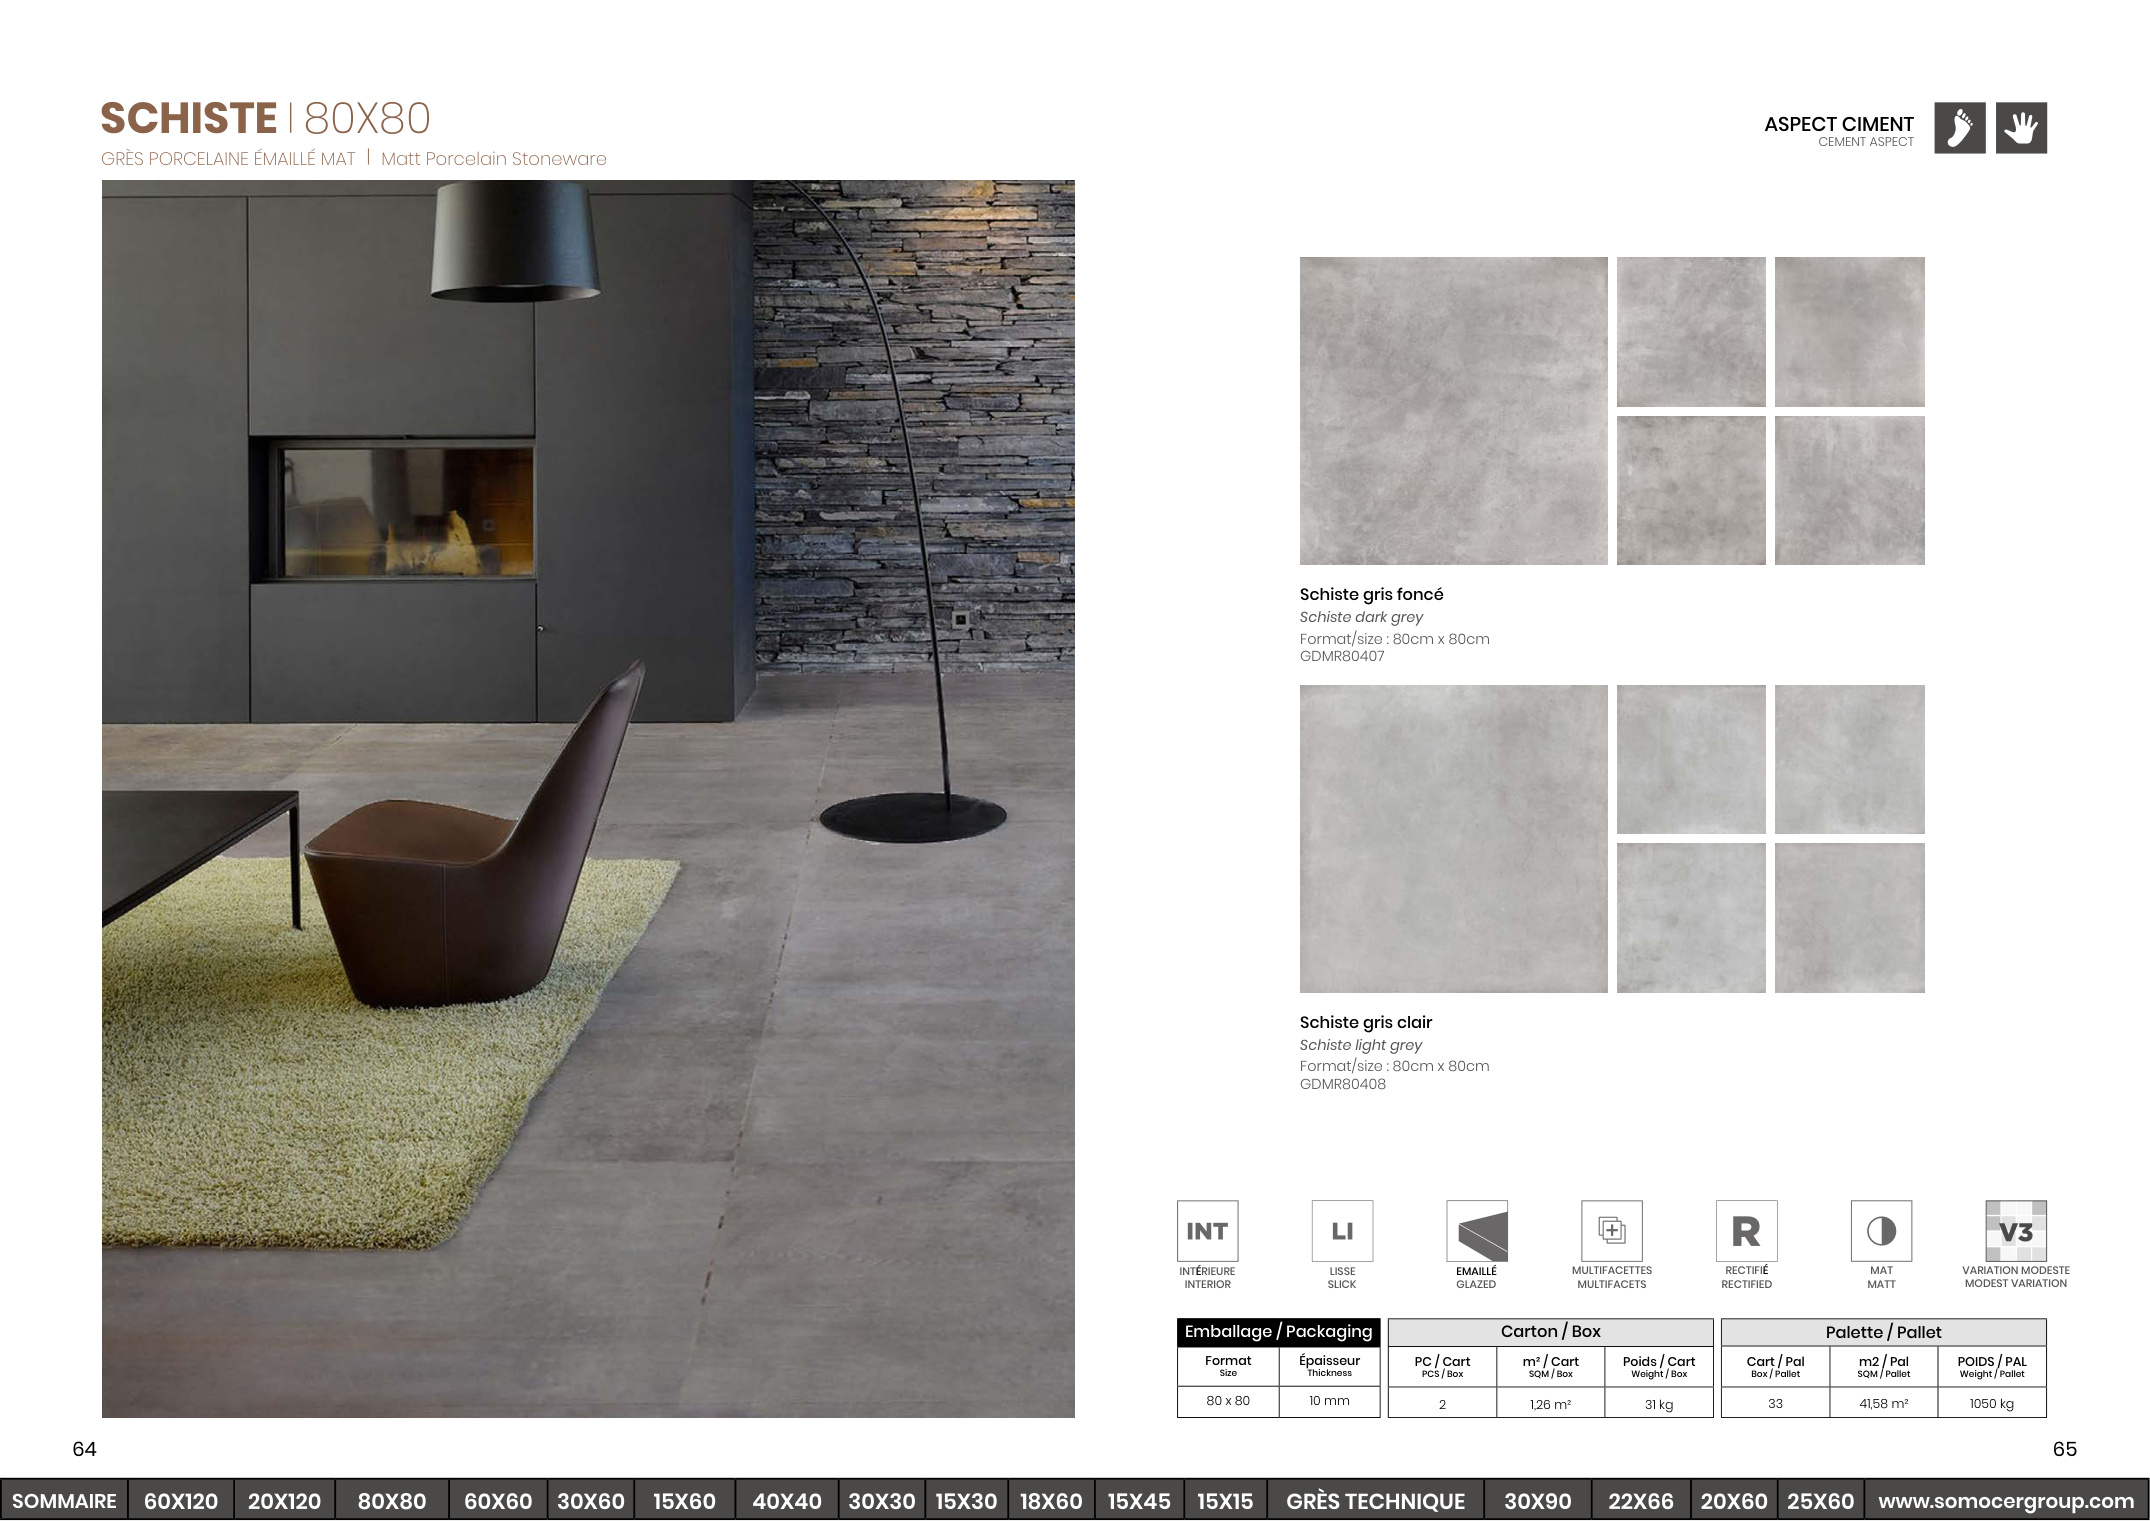 SCHISTE | 80X80
GRÈS PORCELAINE ÉMAILLÉ MAT | Matt Porcelain Stoneware
ASPECT CIMENT
CEMENT ASPECT
Schiste gris foncé
Schiste dark grey
Format/size : 80cm x 80cm
GDMR80407
Schiste gris clair
Schiste light grey
Format/size : 80cm x 80cm
GDMR80408
INT LI R V3
INTÉRIEURE LISSE EMAILLÉ MULTIFACETTES RECTIFIÉ MAT VARIATION MODESTE
INTERIOR SLICK GLAZED MULTIFACETS RECTIFIED MATT MODEST VARIATION
Emballage / Packaging Carton / Box Palette / Pallet
Format Épaisseur PC / Cart m² / Cart Poids / Cart Cart / Pal m2 / Pal POIDS / PAL
Size Thickness PCS / Box SQM / Box Weight / Box Box / Pallet SQM / Pallet Weight / Pallet
80 x 80 10 mm 2 1,26 m² 31 kg 33 41,58 m² 1050 kg
64 65
SOMMAIRE 60X120 20X120 80X80 60X60 30X60 15X60 40X40 30X30 15X30 18X60 15X45 15X15 GRÈS TECHNIQUE 30X90 22X66 20X60 25X60 www.somocergroup.com